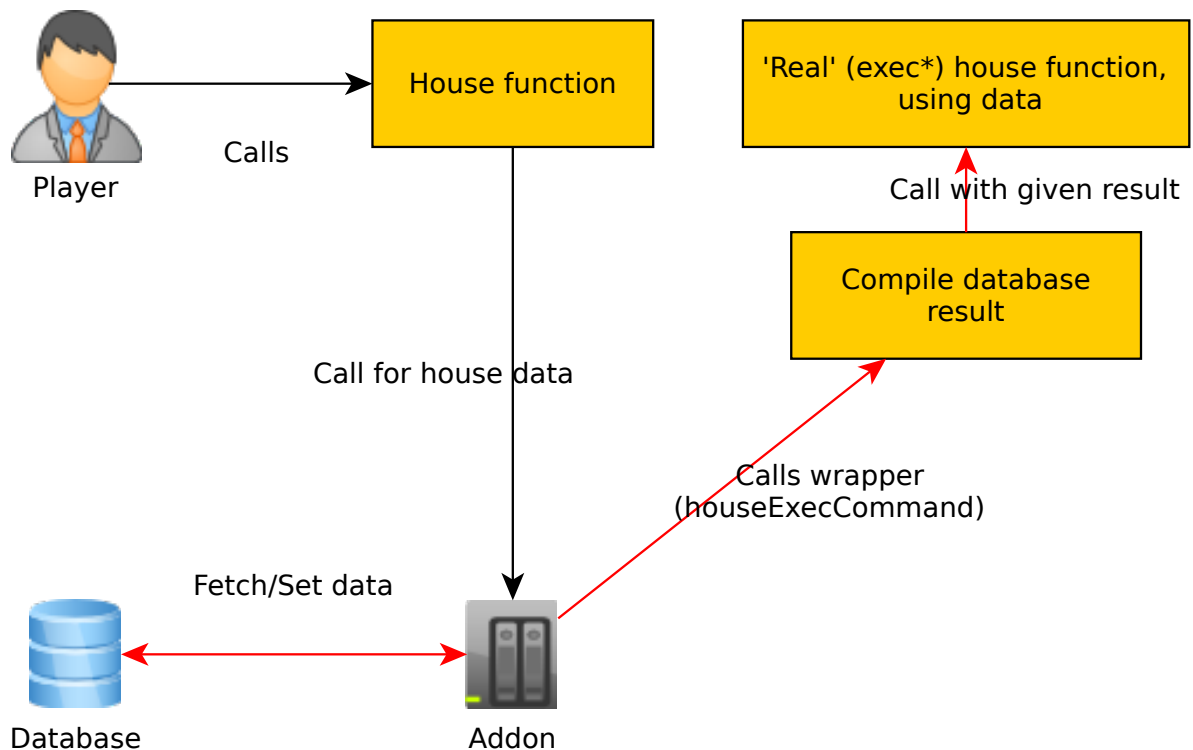 House function
'Real' (exec*) house function,
using data
Calls
Player
Call with given result
Compile database
result
Call for house data
Calls wrapper
(houseExecCommand)
Fetch/Set data
Database
Addon